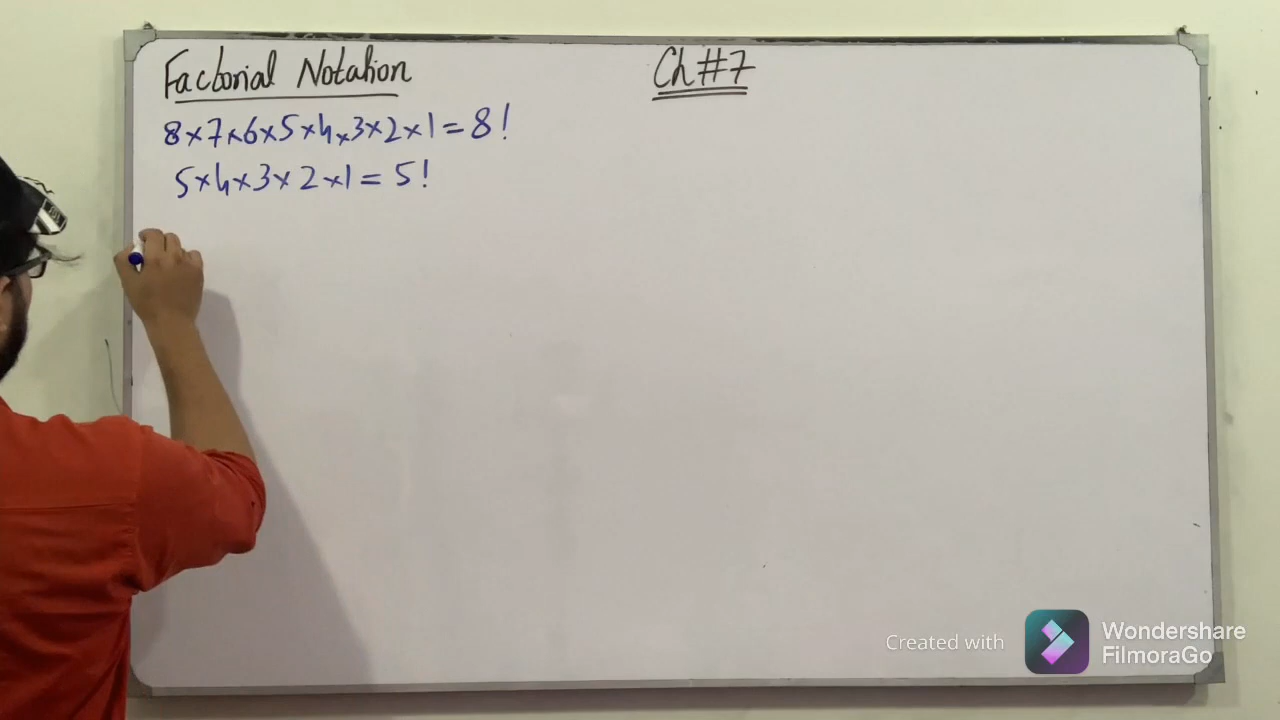 Factorial Notation
Ch #7
8×7×6×5×4×3×2×1=8!
5×4×3×2×1=5!
Created with
Wondershare
FilmoraGo